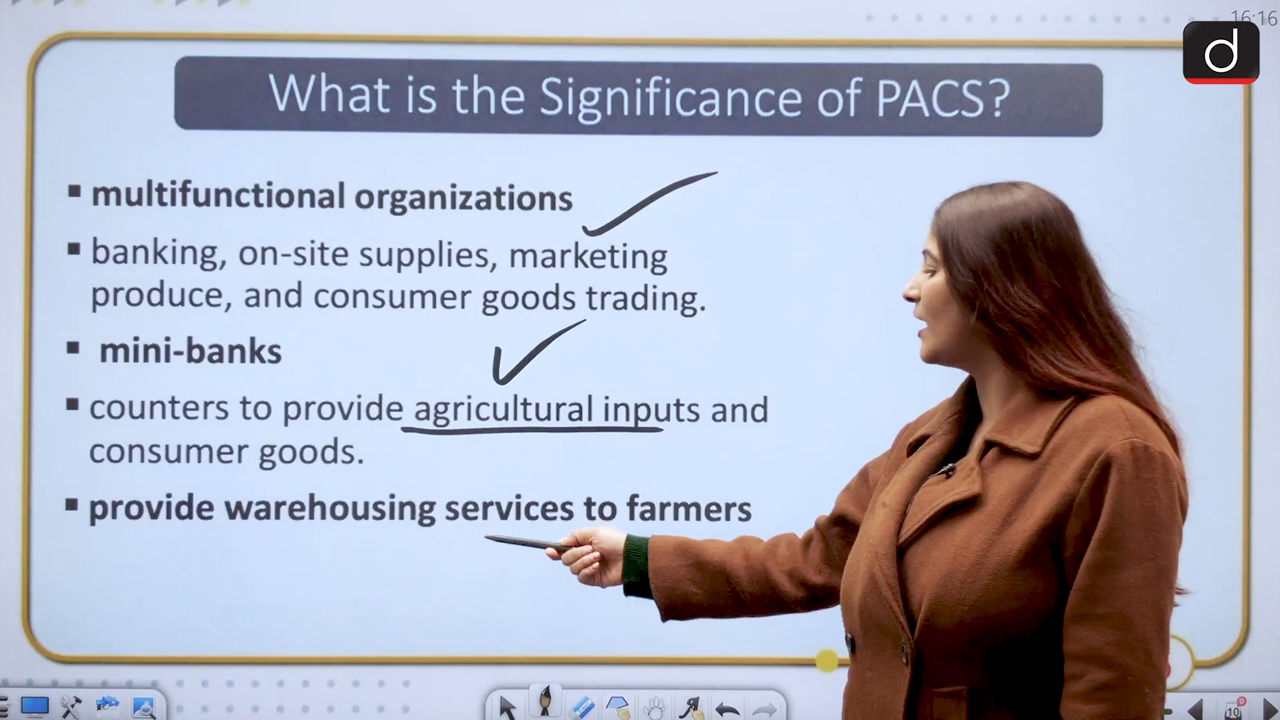 16:16
d
What is the Significance of PACS?
▪ multifunctional organizations
▪ banking, on-site supplies, marketing
produce, and consumer goods trading.
▪ mini-banks
▪ counters to provide agricultural inputs and
consumer goods.
▪ provide warehousing services to farmers
10